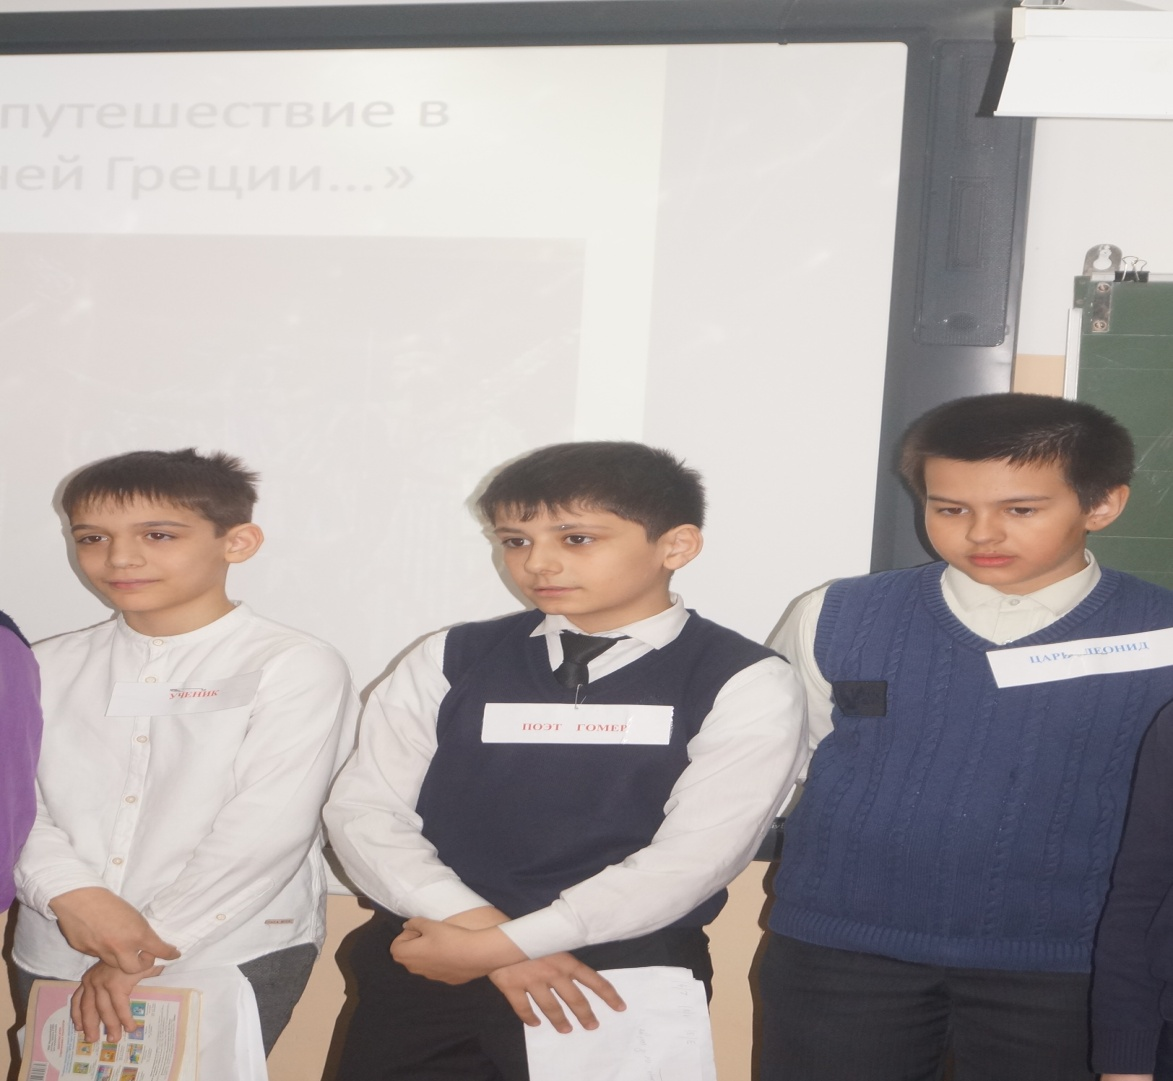 путешествие в
ней Греции...»
УЧЕНИК
ПОЭТ ГОМЕР
ЦАРЬ ЛЕОНИД